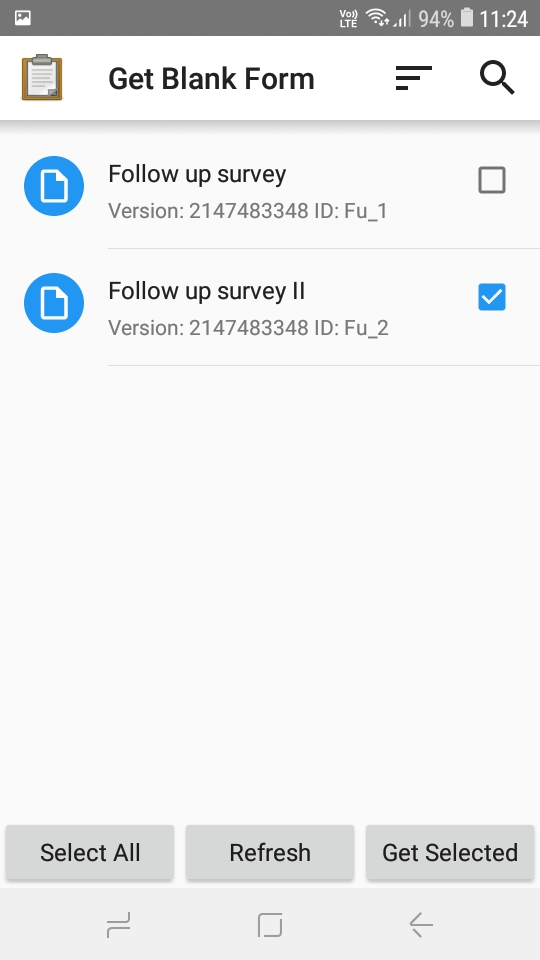 Vo)) LTE 94% 11:24
Get Blank Form
Follow up survey
Version: 2147483348 ID: Fu_1
Follow up survey II
Version: 2147483348 ID: Fu_2
Select All Refresh Get Selected